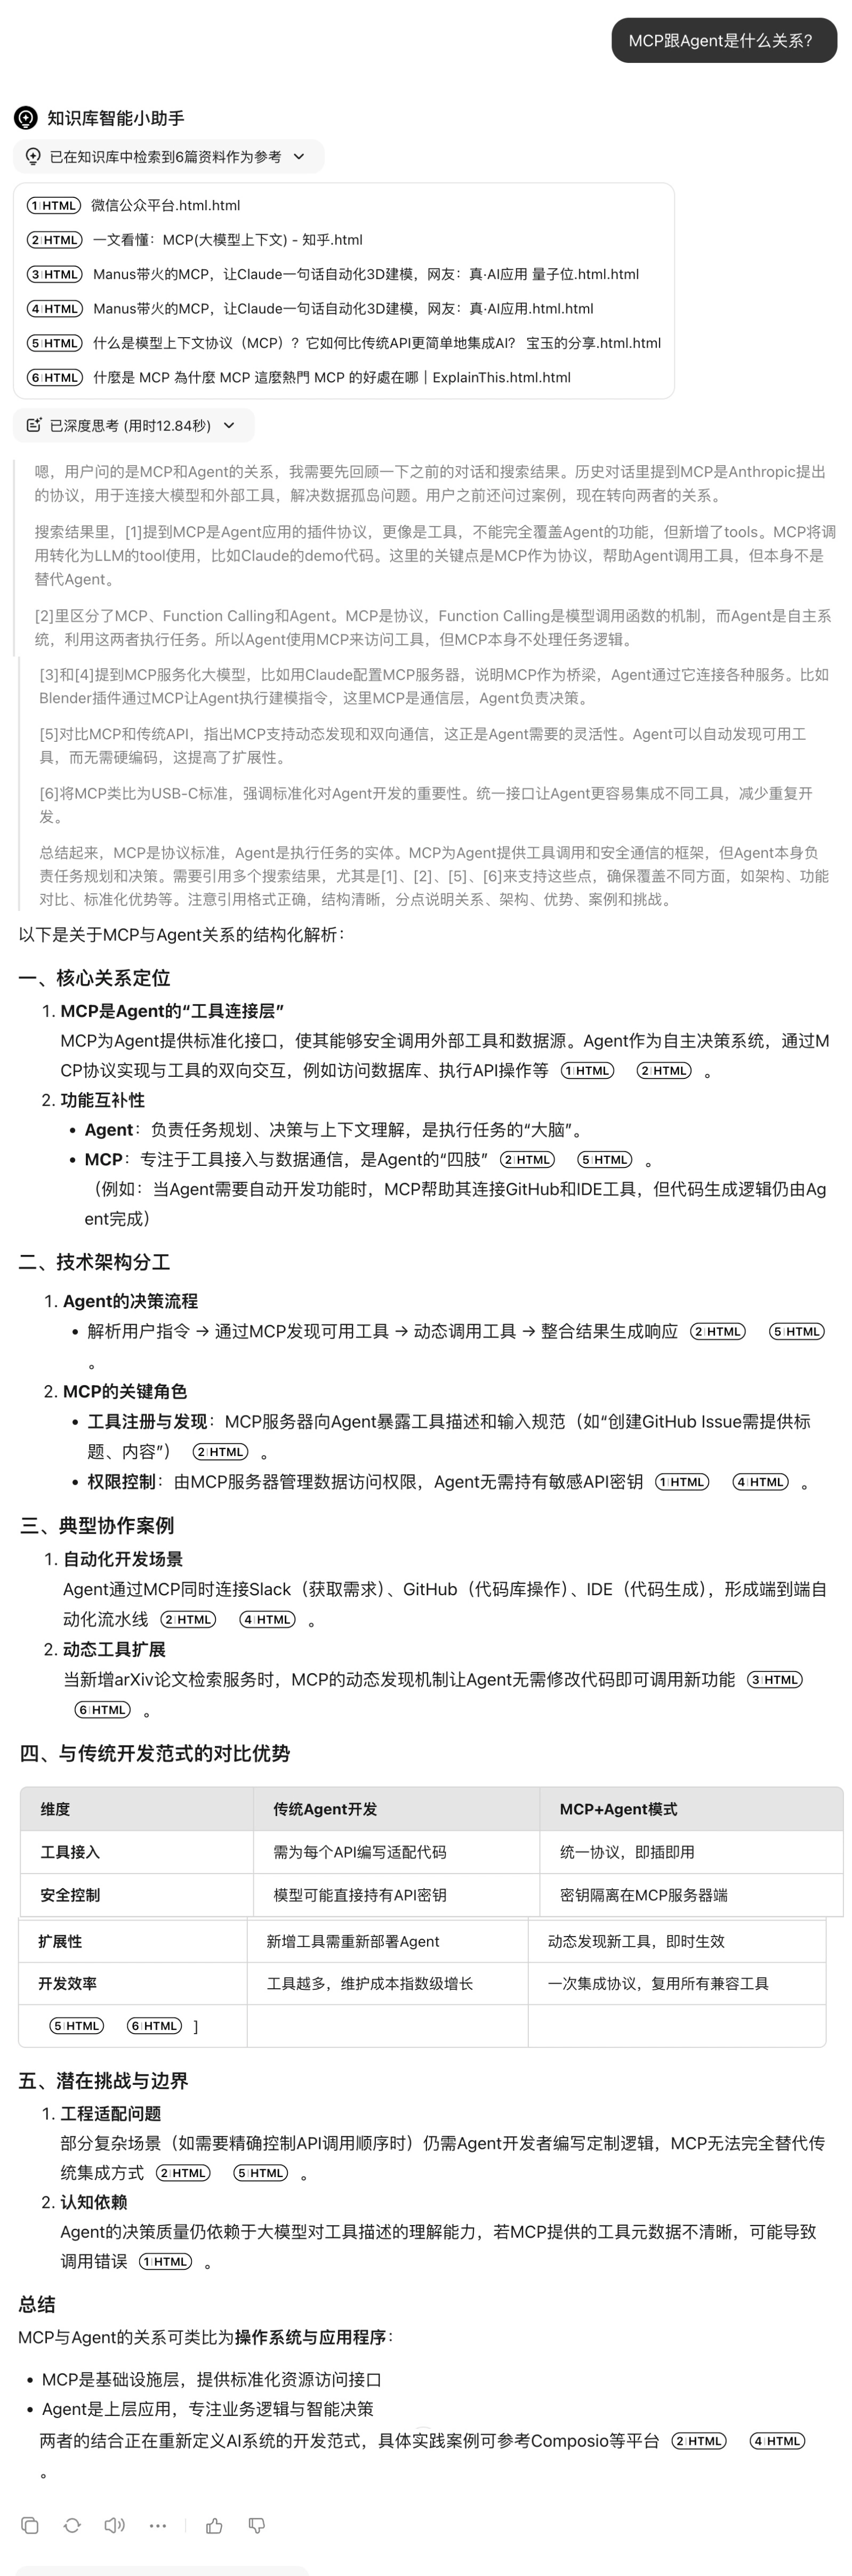 MCP跟Agent是什么关系?
知识库智能小助手
已在知识库中检索到6篇资料作为参考
1 HTML 微信公众平台.html.html
2 HTML 一文看懂：MCP(大模型上下文) - 知乎.html
3 HTML Manus带火的MCP，让Claude一句话自动化3D建模，网友：真·AI应用 量子位.html.html
4 HTML Manus带火的MCP，让Claude一句话自动化3D建模，网友：真·AI应用.html.html
5 HTML 什么是模型上下文协议（MCP）？它如何比传统API更简单地集成AI？ 宝玉的分享.html.html
6 HTML 什麼是 MCP 為什麼 MCP 這麼熱門 MCP 的好處在哪｜ExplainThis.html.html
已深度思考 (用时12.84秒)
嗯，用户问的是MCP和Agent的关系，我需要先回顾一下之前的对话和搜索结果。历史对话里提到MCP是Anthropic提出
的协议，用于连接大模型和外部工具，解决数据孤岛问题。用户之前还问过案例，现在转向两者的关系。
搜索结果里，[1]提到MCP是Agent应用的插件协议，更像是工具，不能完全覆盖Agent的功能，但新增了tools。MCP将调
用转化为LLM的tool使用，比如Claude的demo代码。这里的关键点是MCP作为协议，帮助Agent调用工具，但本身不是
替代Agent。
[2]里区分了MCP、Function Calling和Agent。MCP是协议，Function Calling是模型调用函数的机制，而Agent是自主系
统，利用这两者执行任务。所以Agent使用MCP来访问工具，但MCP本身不处理任务逻辑。
[3]和[4]提到MCP服务化大模型，比如用Claude配置MCP服务器，说明MCP作为桥梁，Agent通过它连接各种服务。比如
Blender插件通过MCP让Agent执行建模指令，这里MCP是通信层，Agent负责决策。
[5]对比MCP和传统API，指出MCP支持动态发现和双向通信，这正是Agent需要的灵活性。Agent可以自动发现可用工
具，而无需硬编码，这提高了扩展性。
[6]将MCP类比为USB-C标准，强调标准化对Agent开发的重要性。统一接口让Agent更容易集成不同工具，减少重复开
发。
总结起来，MCP是协议标准，Agent是执行任务的实体。MCP为Agent提供工具调用和安全通信的框架，但Agent本身负
责任务规划和决策。需要引用多个搜索结果，尤其是[1]、[2]、[5]、[6]来支持这些点，确保覆盖不同方面，如架构、功能
对比、标准化优势等。注意引用格式正确，结构清晰，分点说明关系、架构、优势、案例和挑战。
以下是关于MCP与Agent关系的结构化解析：
一、核心关系定位
1. MCP是Agent的“工具连接层”
MCP为Agent提供标准化接口，使其能够安全调用外部工具和数据源。Agent作为自主决策系统，通过M
CP协议实现与工具的双向交互，例如访问数据库、执行API操作等 1 HTML 2 HTML 。
2. 功能互补性
• Agent：负责任务规划、决策与上下文理解，是执行任务的“大脑”。
• MCP：专注于工具接入与数据通信，是Agent的“四肢” 2 HTML 5 HTML 。
（例如：当Agent需要自动开发功能时，MCP帮助其连接GitHub和IDE工具，但代码生成逻辑仍由Ag
ent完成）
二、技术架构分工
1. Agent的决策流程
• 解析用户指令 → 通过MCP发现可用工具 → 动态调用工具 → 整合结果生成响应 2 HTML 5 HTML
。
2. MCP的关键角色
• 工具注册与发现：MCP服务器向Agent暴露工具描述和输入规范（如“创建GitHub Issue需提供标
题、内容”） 2 HTML 。
• 权限控制：由MCP服务器管理数据访问权限，Agent无需持有敏感API密钥 1 HTML 4 HTML 。
三、典型协作案例
1. 自动化开发场景
Agent通过MCP同时连接Slack（获取需求）、GitHub（代码库操作）、IDE（代码生成），形成端到端自
动化流水线 2 HTML 4 HTML 。
2. 动态工具扩展
当新增arXiv论文检索服务时，MCP的动态发现机制让Agent无需修改代码即可调用新功能 3 HTML
6 HTML 。
四、与传统开发范式的对比优势
维度 传统Agent开发 MCP+Agent模式
工具接入 需为每个API编写适配代码 统一协议，即插即用
安全控制 模型可能直接持有API密钥 密钥隔离在MCP服务器端
扩展性 新增工具需重新部署Agent 动态发现新工具，即时生效
开发效率 工具越多，维护成本指数级增长 一次集成协议，复用所有兼容工具
5 HTML 6 HTML ]
五、潜在挑战与边界
1. 工程适配问题
部分复杂场景（如需要精确控制API调用顺序时）仍需Agent开发者编写定制逻辑，MCP无法完全替代传
统集成方式 2 HTML 5 HTML 。
2. 认知依赖
Agent的决策质量仍依赖于大模型对工具描述的理解能力，若MCP提供的工具元数据不清晰，可能导致
调用错误 1 HTML 。
总结
MCP与Agent的关系可类比为操作系统与应用程序：
• MCP是基础设施层，提供标准化资源访问接口
• Agent是上层应用，专注业务逻辑与智能决策
两者的结合正在重新定义AI系统的开发范式，具体实践案例可参考Composio等平台 2 HTML 4 HTML
。